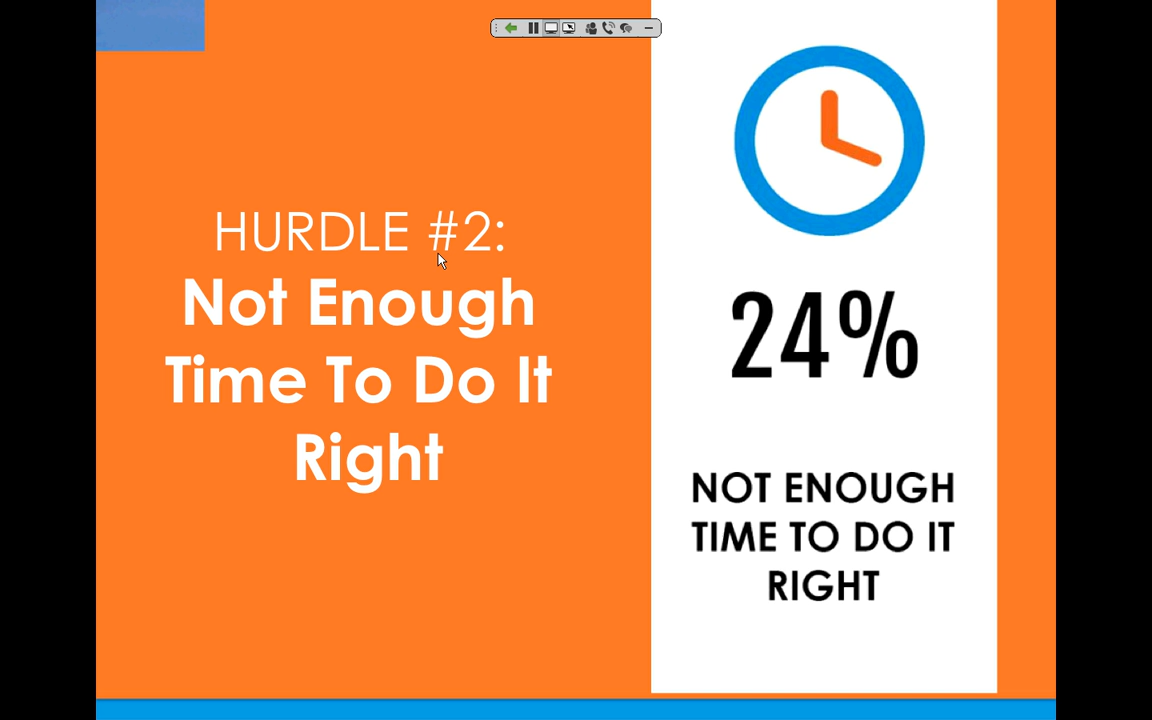 HURDLE #2:
Not Enough
Time To Do It
Right
24%
NOT ENOUGH
TIME TO DO IT
RIGHT